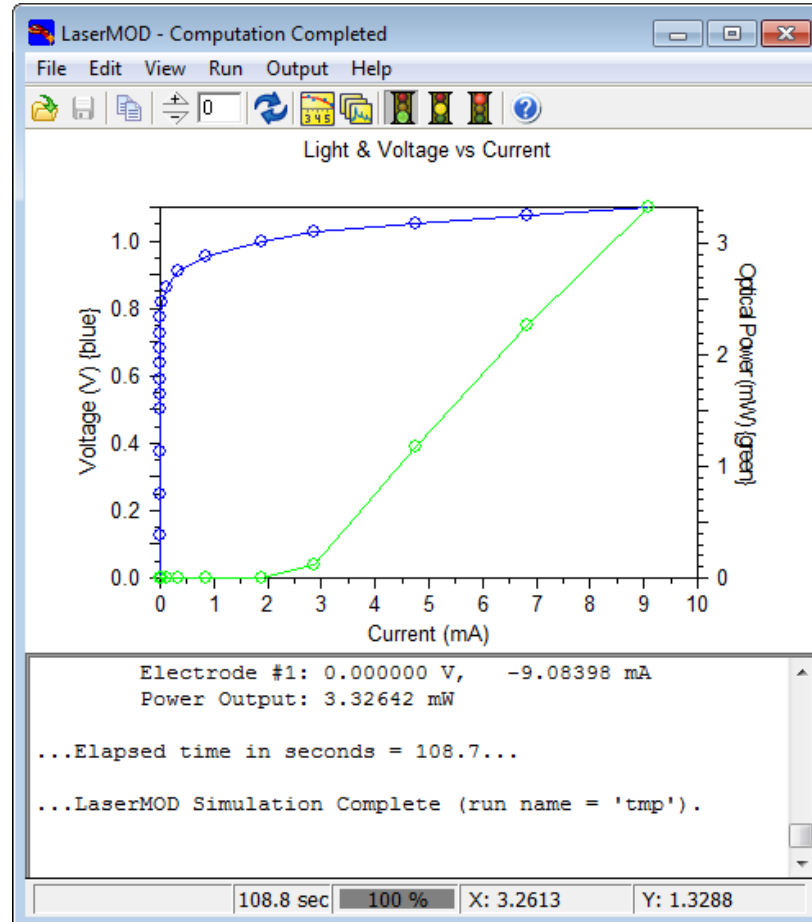 LaserMOD - Computation Completed
File Edit View Run Output Help
0
3 4 5
?
Light & Voltage vs Current
Voltage (V) {blue}
1.0
0.8
0.6
0.4
0.2
0.0
Optical Power (mW) {green}
3
2
1
0
0 1 2 3 4 5 6 7 8 9 10
Current (mA)
Electrode #1: 0.000000 V, -9.08398 mA
Power Output: 3.32642 mW
...Elapsed time in seconds = 108.7...
...LaserMOD Simulation Complete (run name = 'tmp').
108.8 sec 100 % X: 3.2613 Y: 1.3288